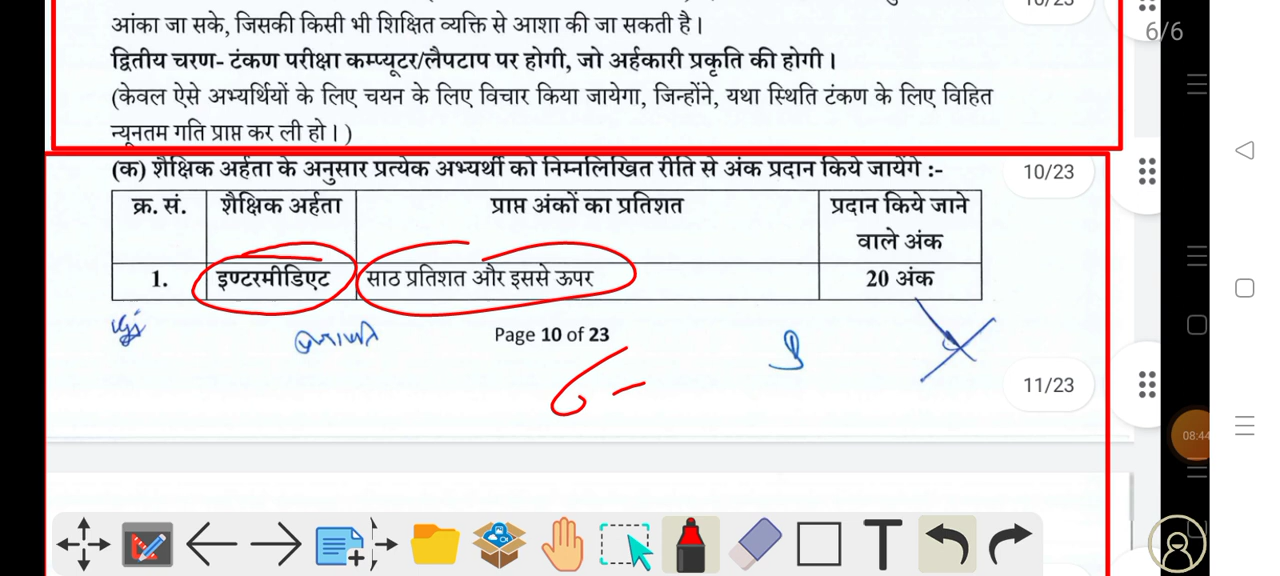 आंका जा सके, जिसकी किसी भी शिक्षित व्यक्ति से आशा की जा सकती है।
6/6
द्वितीय चरण- टंकण परीक्षा कम्प्यूटर/लैपटाप पर होगी, जो अर्हकारी प्रकृति की होगी।
(केवल ऐसे अभ्यर्थियों के लिए चयन के लिए विचार किया जायेगा, जिन्होंने, यथा स्थिति टंकण के लिए विहित
न्यूनतम गति प्राप्त कर ली हो।)
(क) शैक्षिक अर्हता के अनुसार प्रत्येक अभ्यर्थी को निम्नलिखित रीति से अंक प्रदान किये जायेंगे :-
10/23
क्र. सं. शैक्षिक अर्हता प्राप्त अंकों का प्रतिशत प्रदान किये जाने
वाले अंक
1. इण्टरमीडिएट साठ प्रतिशत और इससे ऊपर 20 अंक
Page 10 of 23
11/23
08:44
T